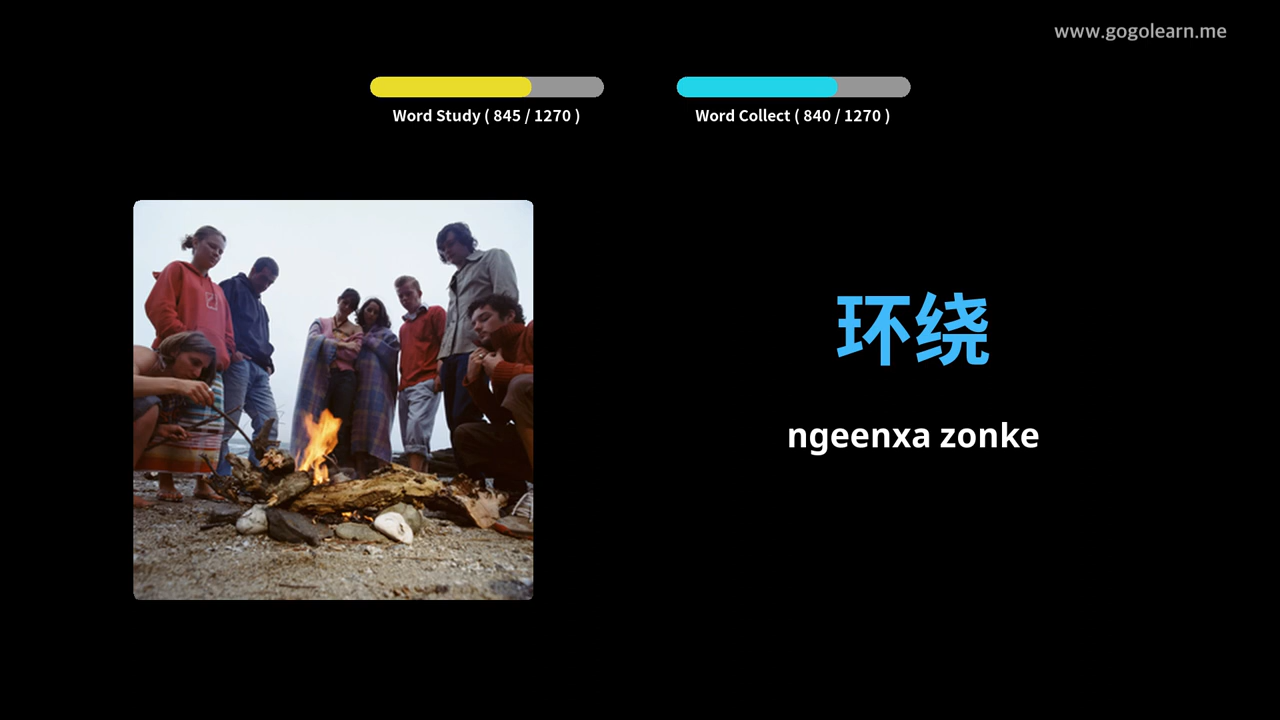 www.gogolearn.me
Word Study ( 845 / 1270 )
Word Collect ( 840 / 1270 )
环绕
ngeenxa zonke